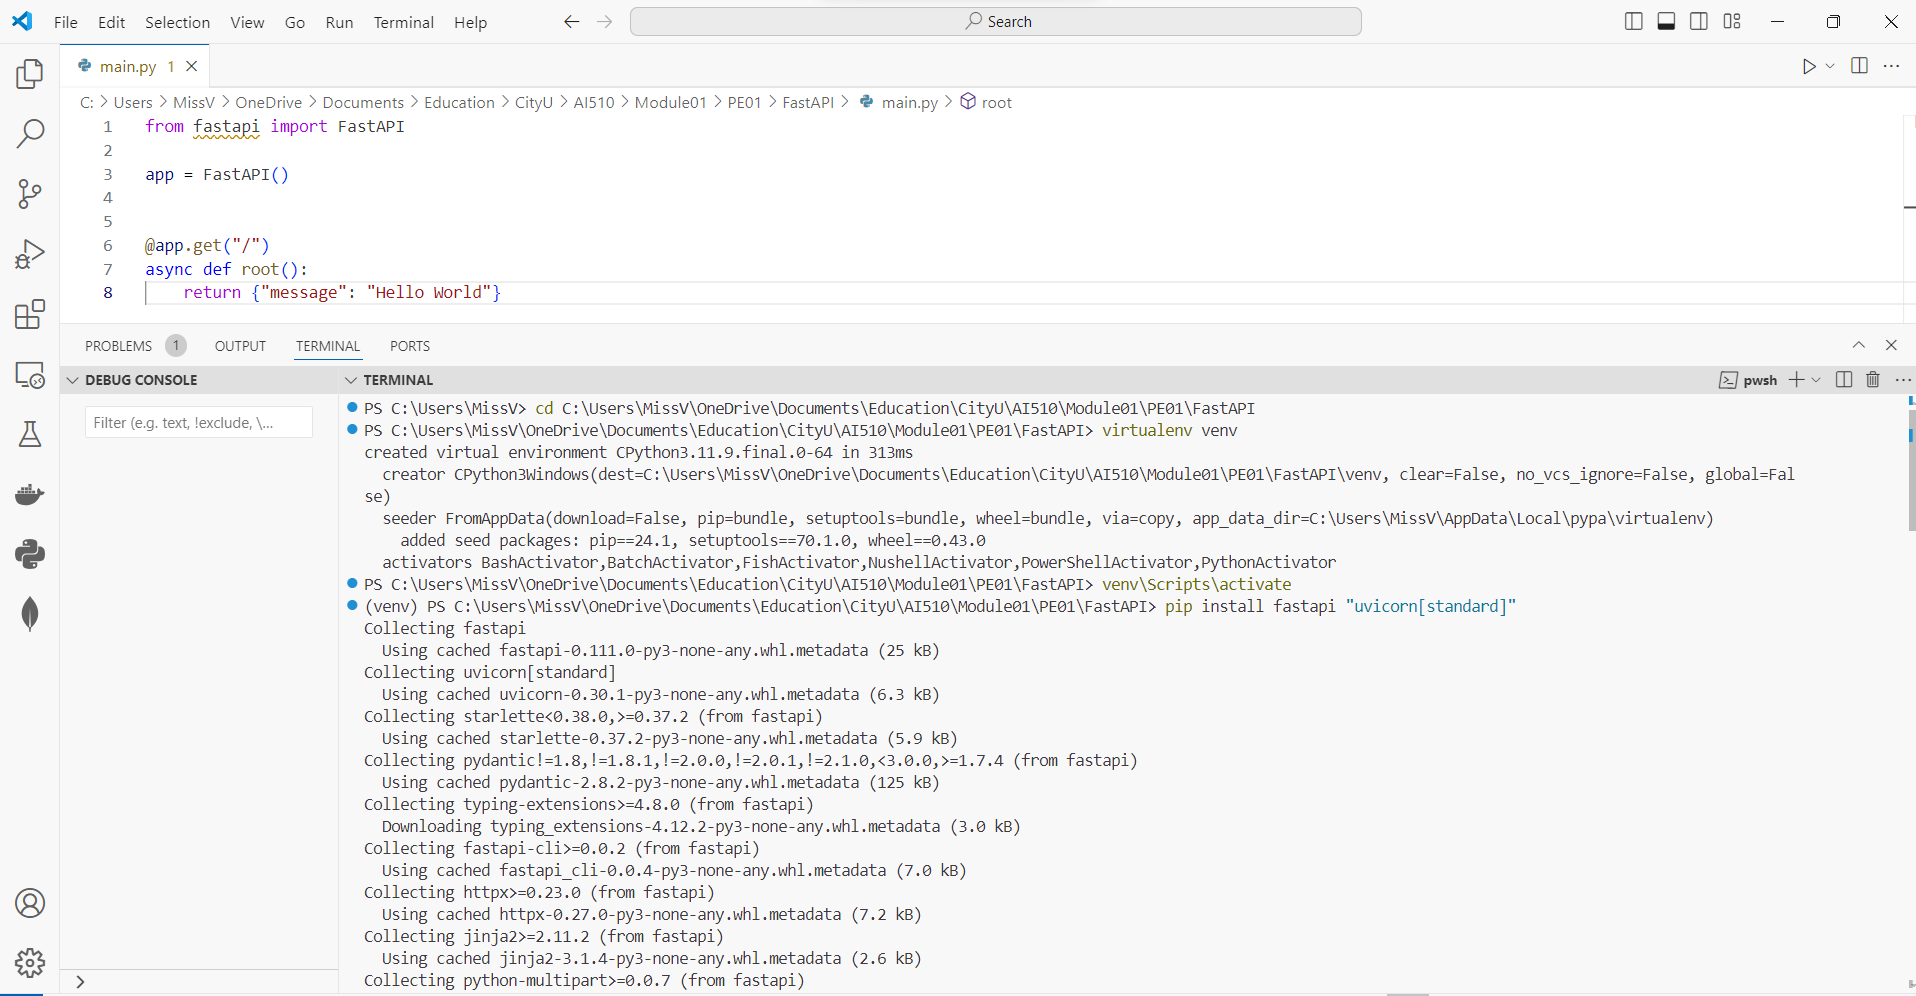 File Edit Selection View Go Run Terminal Help Search
main.py 1
C: > Users > MissV > OneDrive > Documents > Education > CityU > AI510 > Module01 > PE01 > FastAPI > main.py > root
1 from fastapi import FastAPI
2
3 app = FastAPI()
4
5
6 @app.get("/")
7 async def root():
8     return {"message": "Hello World"}
PROBLEMS 1 OUTPUT TERMINAL PORTS
DEBUG CONSOLE
Filter (e.g. text, !exclude, \...
TERMINAL
pwsh
PS C:\Users\MissV> cd C:\Users\MissV\OneDrive\Documents\Education\CityU\AI510\Module01\PE01\FastAPI
PS C:\Users\MissV\OneDrive\Documents\Education\CityU\AI510\Module01\PE01\FastAPI> virtualenv venv
created virtual environment CPython3.11.9.final.0-64 in 313ms
  creator CPython3Windows(dest=C:\Users\MissV\OneDrive\Documents\Education\CityU\AI510\Module01\PE01\FastAPI\venv, clear=False, no_vcs_ignore=False, global=Fal
se)
  seeder FromAppData(download=False, pip=bundle, setuptools=bundle, wheel=bundle, via=copy, app_data_dir=C:\Users\MissV\AppData\Local\pypa\virtualenv)
    added seed packages: pip==24.1, setuptools==70.1.0, wheel==0.43.0
  activators BashActivator,BatchActivator,FishActivator,NushellActivator,PowerShellActivator,PythonActivator
PS C:\Users\MissV\OneDrive\Documents\Education\CityU\AI510\Module01\PE01\FastAPI> venv\Scripts\activate
(venv) PS C:\Users\MissV\OneDrive\Documents\Education\CityU\AI510\Module01\PE01\FastAPI> pip install fastapi "uvicorn[standard]"
Collecting fastapi
  Using cached fastapi-0.111.0-py3-none-any.whl.metadata (25 kB)
Collecting uvicorn[standard]
  Using cached uvicorn-0.30.1-py3-none-any.whl.metadata (6.3 kB)
Collecting starlette<0.38.0,>=0.37.2 (from fastapi)
  Using cached starlette-0.37.2-py3-none-any.whl.metadata (5.9 kB)
Collecting pydantic!=1.8,!=1.8.1,!=2.0.0,!=2.0.1,!=2.1.0,<3.0.0,>=1.7.4 (from fastapi)
  Using cached pydantic-2.8.2-py3-none-any.whl.metadata (125 kB)
Collecting typing-extensions>=4.8.0 (from fastapi)
  Downloading typing_extensions-4.12.2-py3-none-any.whl.metadata (3.0 kB)
Collecting fastapi-cli>=0.0.2 (from fastapi)
  Using cached fastapi_cli-0.0.4-py3-none-any.whl.metadata (7.0 kB)
Collecting httpx>=0.23.0 (from fastapi)
  Using cached httpx-0.27.0-py3-none-any.whl.metadata (7.2 kB)
Collecting jinja2>=2.11.2 (from fastapi)
  Using cached jinja2-3.1.4-py3-none-any.whl.metadata (2.6 kB)
Collecting python-multipart>=0.0.7 (from fastapi)